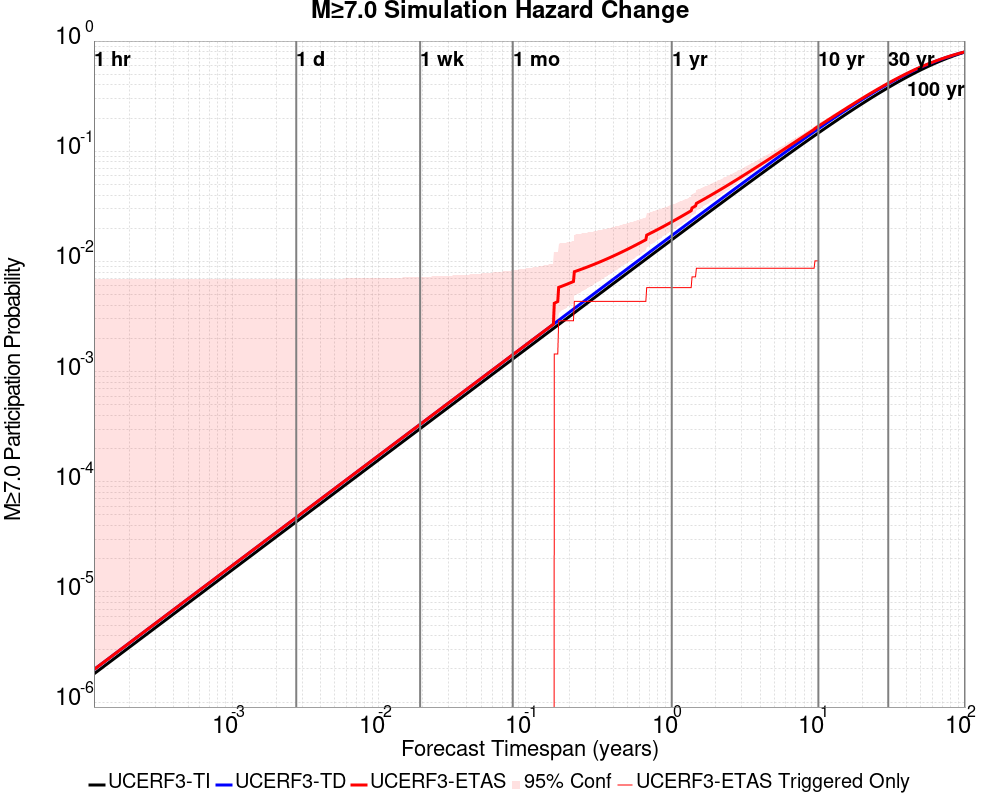 M≥7.0 Simulation Hazard Change
10^0
10^-1
10^-2
10^-3
10^-4
10^-5
10^-6
M≥7.0 Participation Probability
1 hr
1 d
1 wk
1 mo
1 yr
10 yr
30 yr
100 yr
10^-3
10^-2
10^-1
10^0
10^1
10^2
Forecast Timespan (years)
UCERF3-TI UCERF3-TD UCERF3-ETAS 95% Conf UCERF3-ETAS Triggered Only